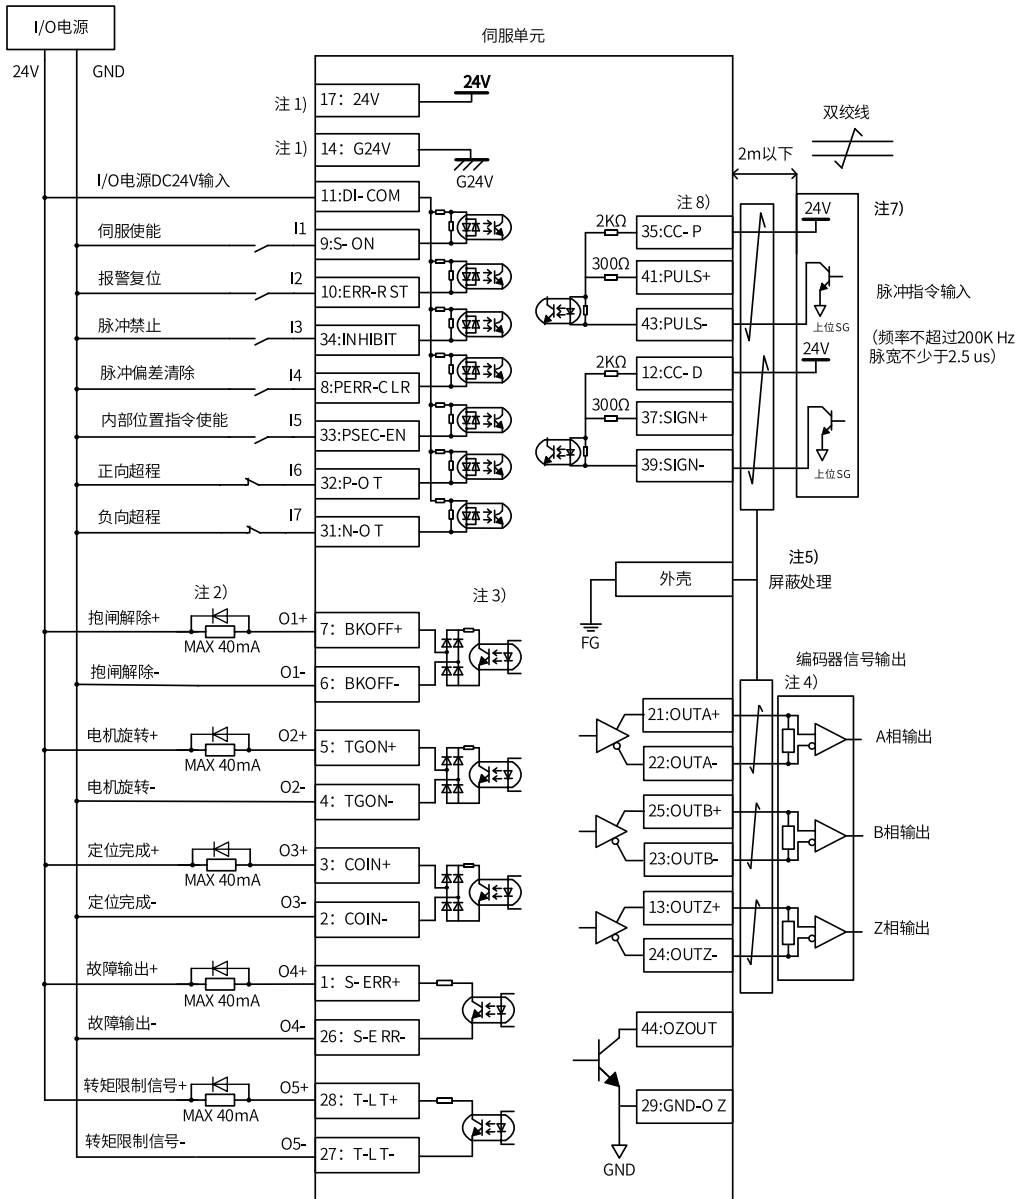 I/O电源
24V
GND
伺服单元
注 1)
17：24V
24V
注 1)
14：G24V
G24V
I/O电源DC24V输入
11:DI-COM
伺服使能
I1
9:S- ON
报警复位
I2
10:ERR-R ST
脉冲禁止
I3
34:INHIBIT
脉冲偏差清除
I4
8:PERR-C LR
内部位置指令使能
I5
33:PSEC-EN
正向超程
I6
32:P-O T
负向超程
I7
31:N-O T
注 2)
注 3)
抱闸解除+
MAX 40mA
O1+
7：BKOFF+
抱闸解除-
O1-
6：BKOFF-
电机旋转+
MAX 40mA
O2+
5：TGON+
电机旋转-
O2-
4：TGON-
定位完成+
MAX 40mA
O3+
3：COIN+
定位完成-
O3-
2：COIN-
故障输出+
MAX 40mA
O4+
1：S- ERR+
故障输出-
O4-
26：S-E RR-
转矩限制信号+
MAX 40mA
O5+
28：T-L T+
转矩限制信号-
O5-
27：T-L T-
双绞线
2m以下
注 8)
2KΩ
35:CC- P
300Ω
41:PULS+
43:PULS-
2KΩ
12:CC- D
300Ω
37:SIGN+
39:SIGN-
24V
上位SG
24V
上位SG
注7)
脉冲指令输入
(频率不超过200K Hz
脉宽不少于2.5 us)
外壳
FG
注5)
屏蔽处理
编码器信号输出
注 4)
21:OUTA+
22:OUTA-
A相输出
25:OUTB+
23:OUTB-
B相输出
13:OUTZ+
24:OUTZ-
Z相输出
44:OZOUT
29:GND-O Z
GND